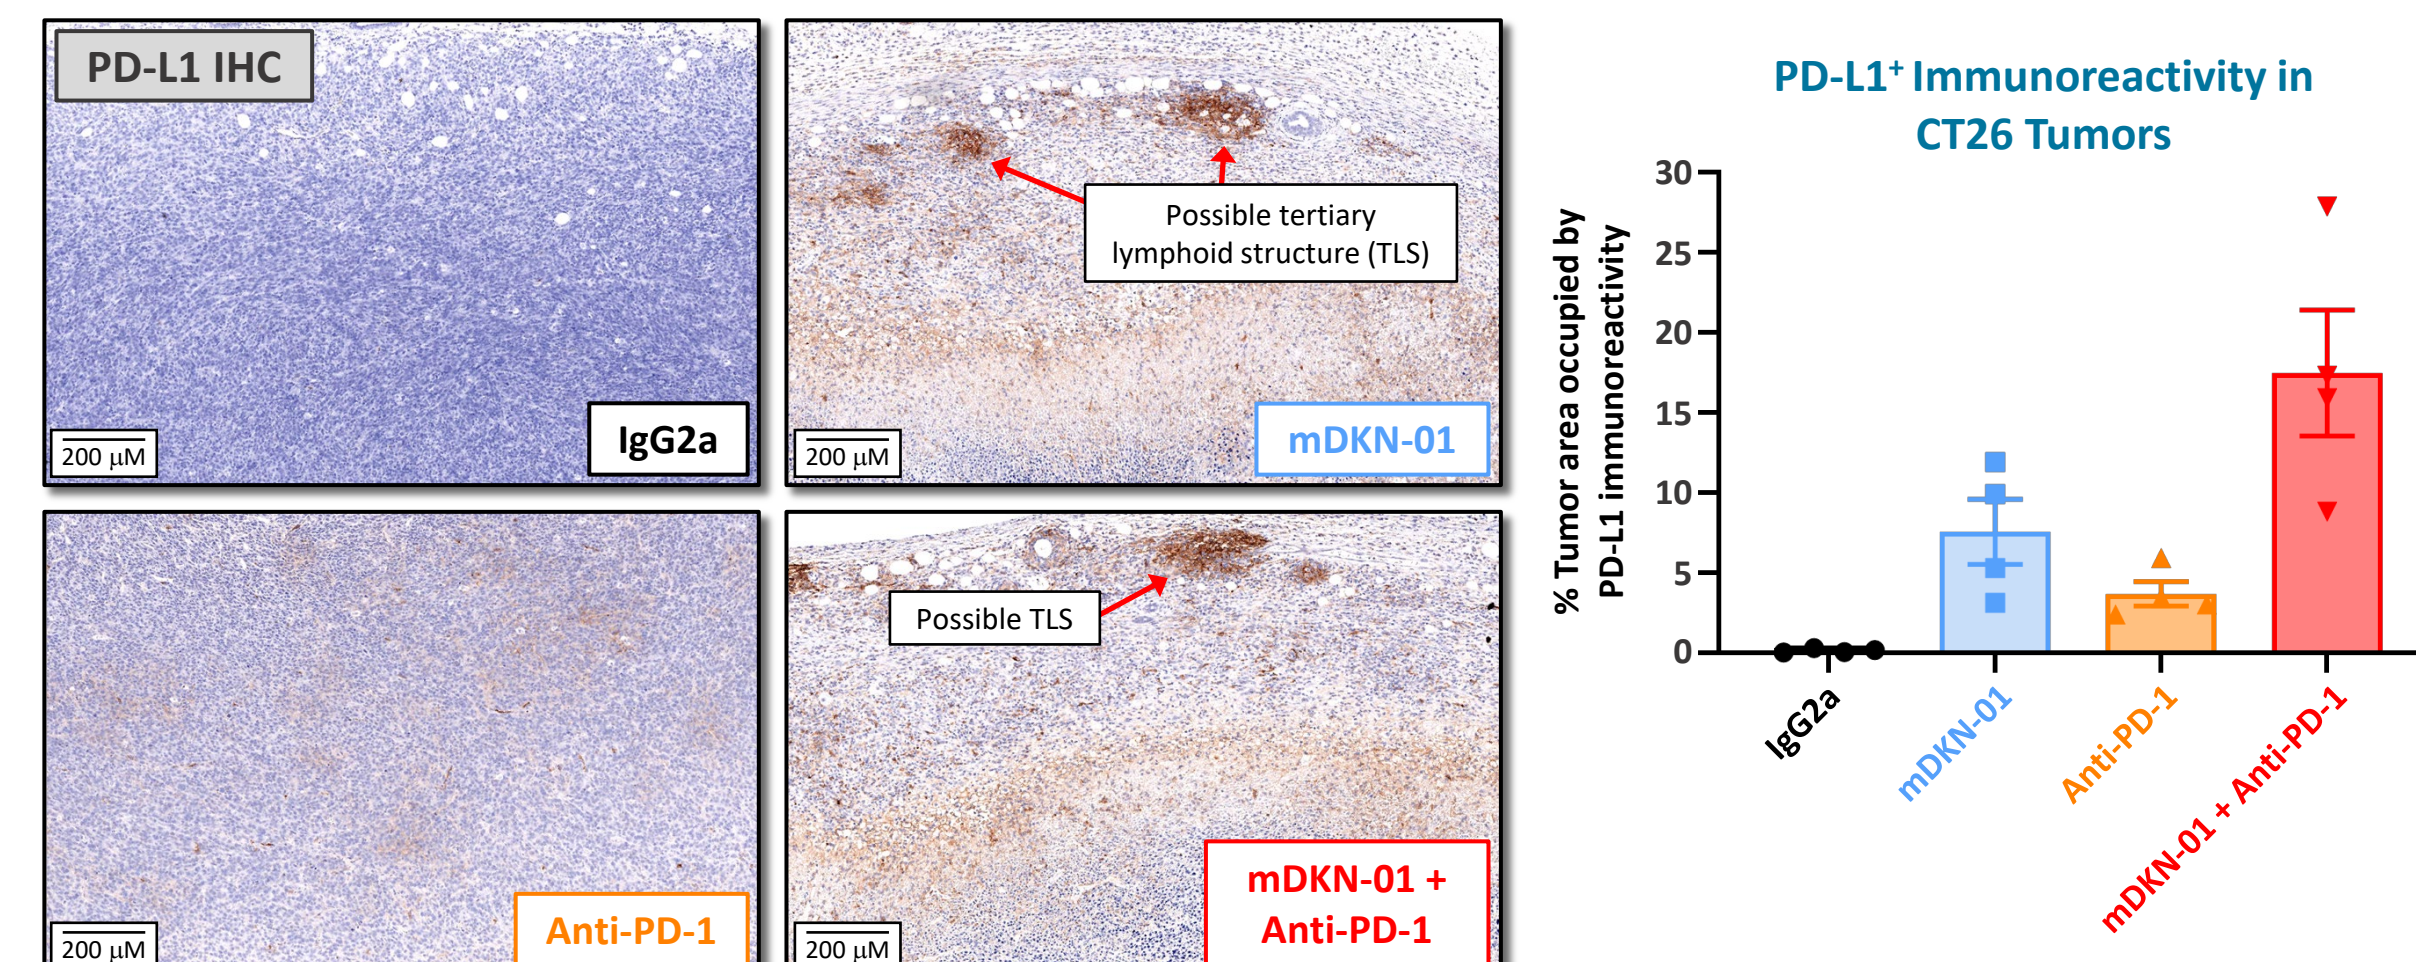 PD-L1 IHC
200 μM
IgG2a
Possible tertiary
lymphoid structure (TLS)
200 μM
mDKN-01
200 μM
Anti-PD-1
Possible TLS
200 μM
mDKN-01 +
Anti-PD-1
PD-L1⁺ Immunoreactivity in
CT26 Tumors
% Tumor area occupied by
PD-L1 immunoreactivity
30
25
20
15
10
5
0
IgG2a
mDKN-01
Anti-PD-1
mDKN-01 + Anti-PD-1